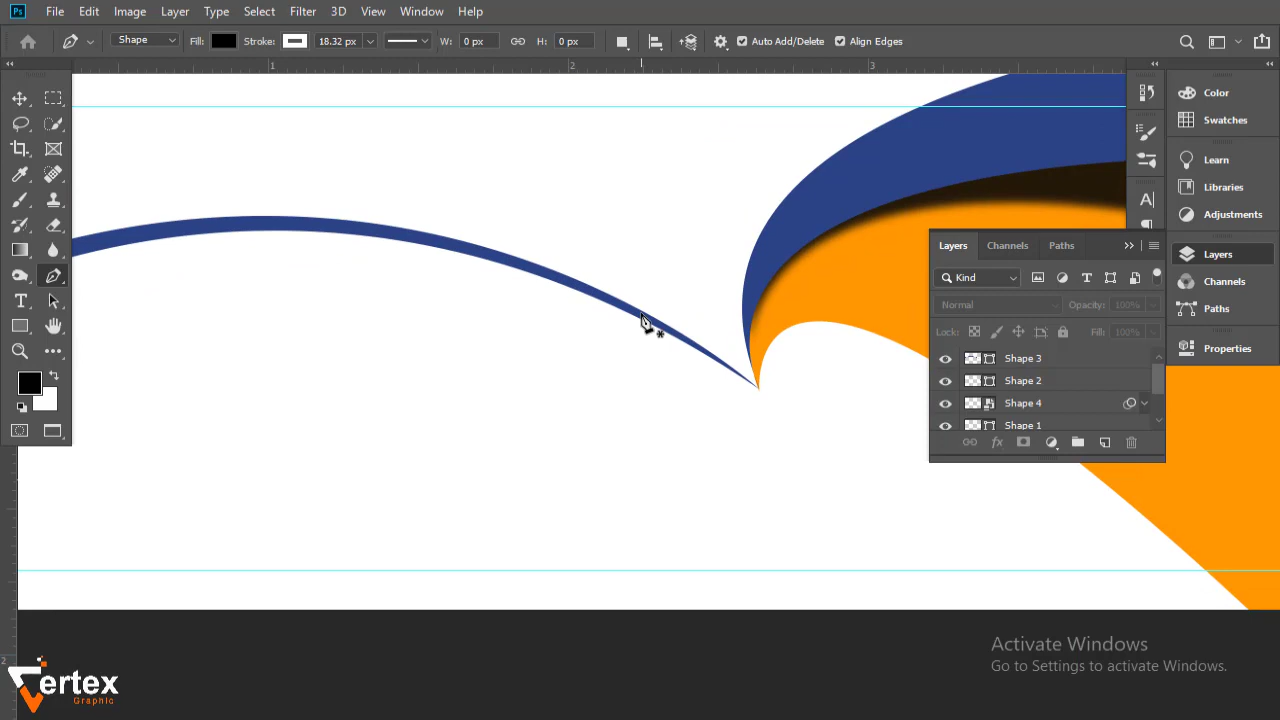 Ps File Edit Image Layer Type Select Filter 3D View Window Help
Shape Fill: Stroke: 18.32 px W: 0 px H: 0 px Auto Add/Delete Align Edges
1 2 3
Color
Swatches
Learn
Libraries
Adjustments
Layers
Channels
Paths
Properties
Layers Channels Paths
Kind
Normal Opacity: 100%
Lock: Fill: 100%
Shape 3
Shape 2
Shape 4
Shape 1
2
Activate Windows
Go to Settings to activate Windows.
Vertex
Graphic